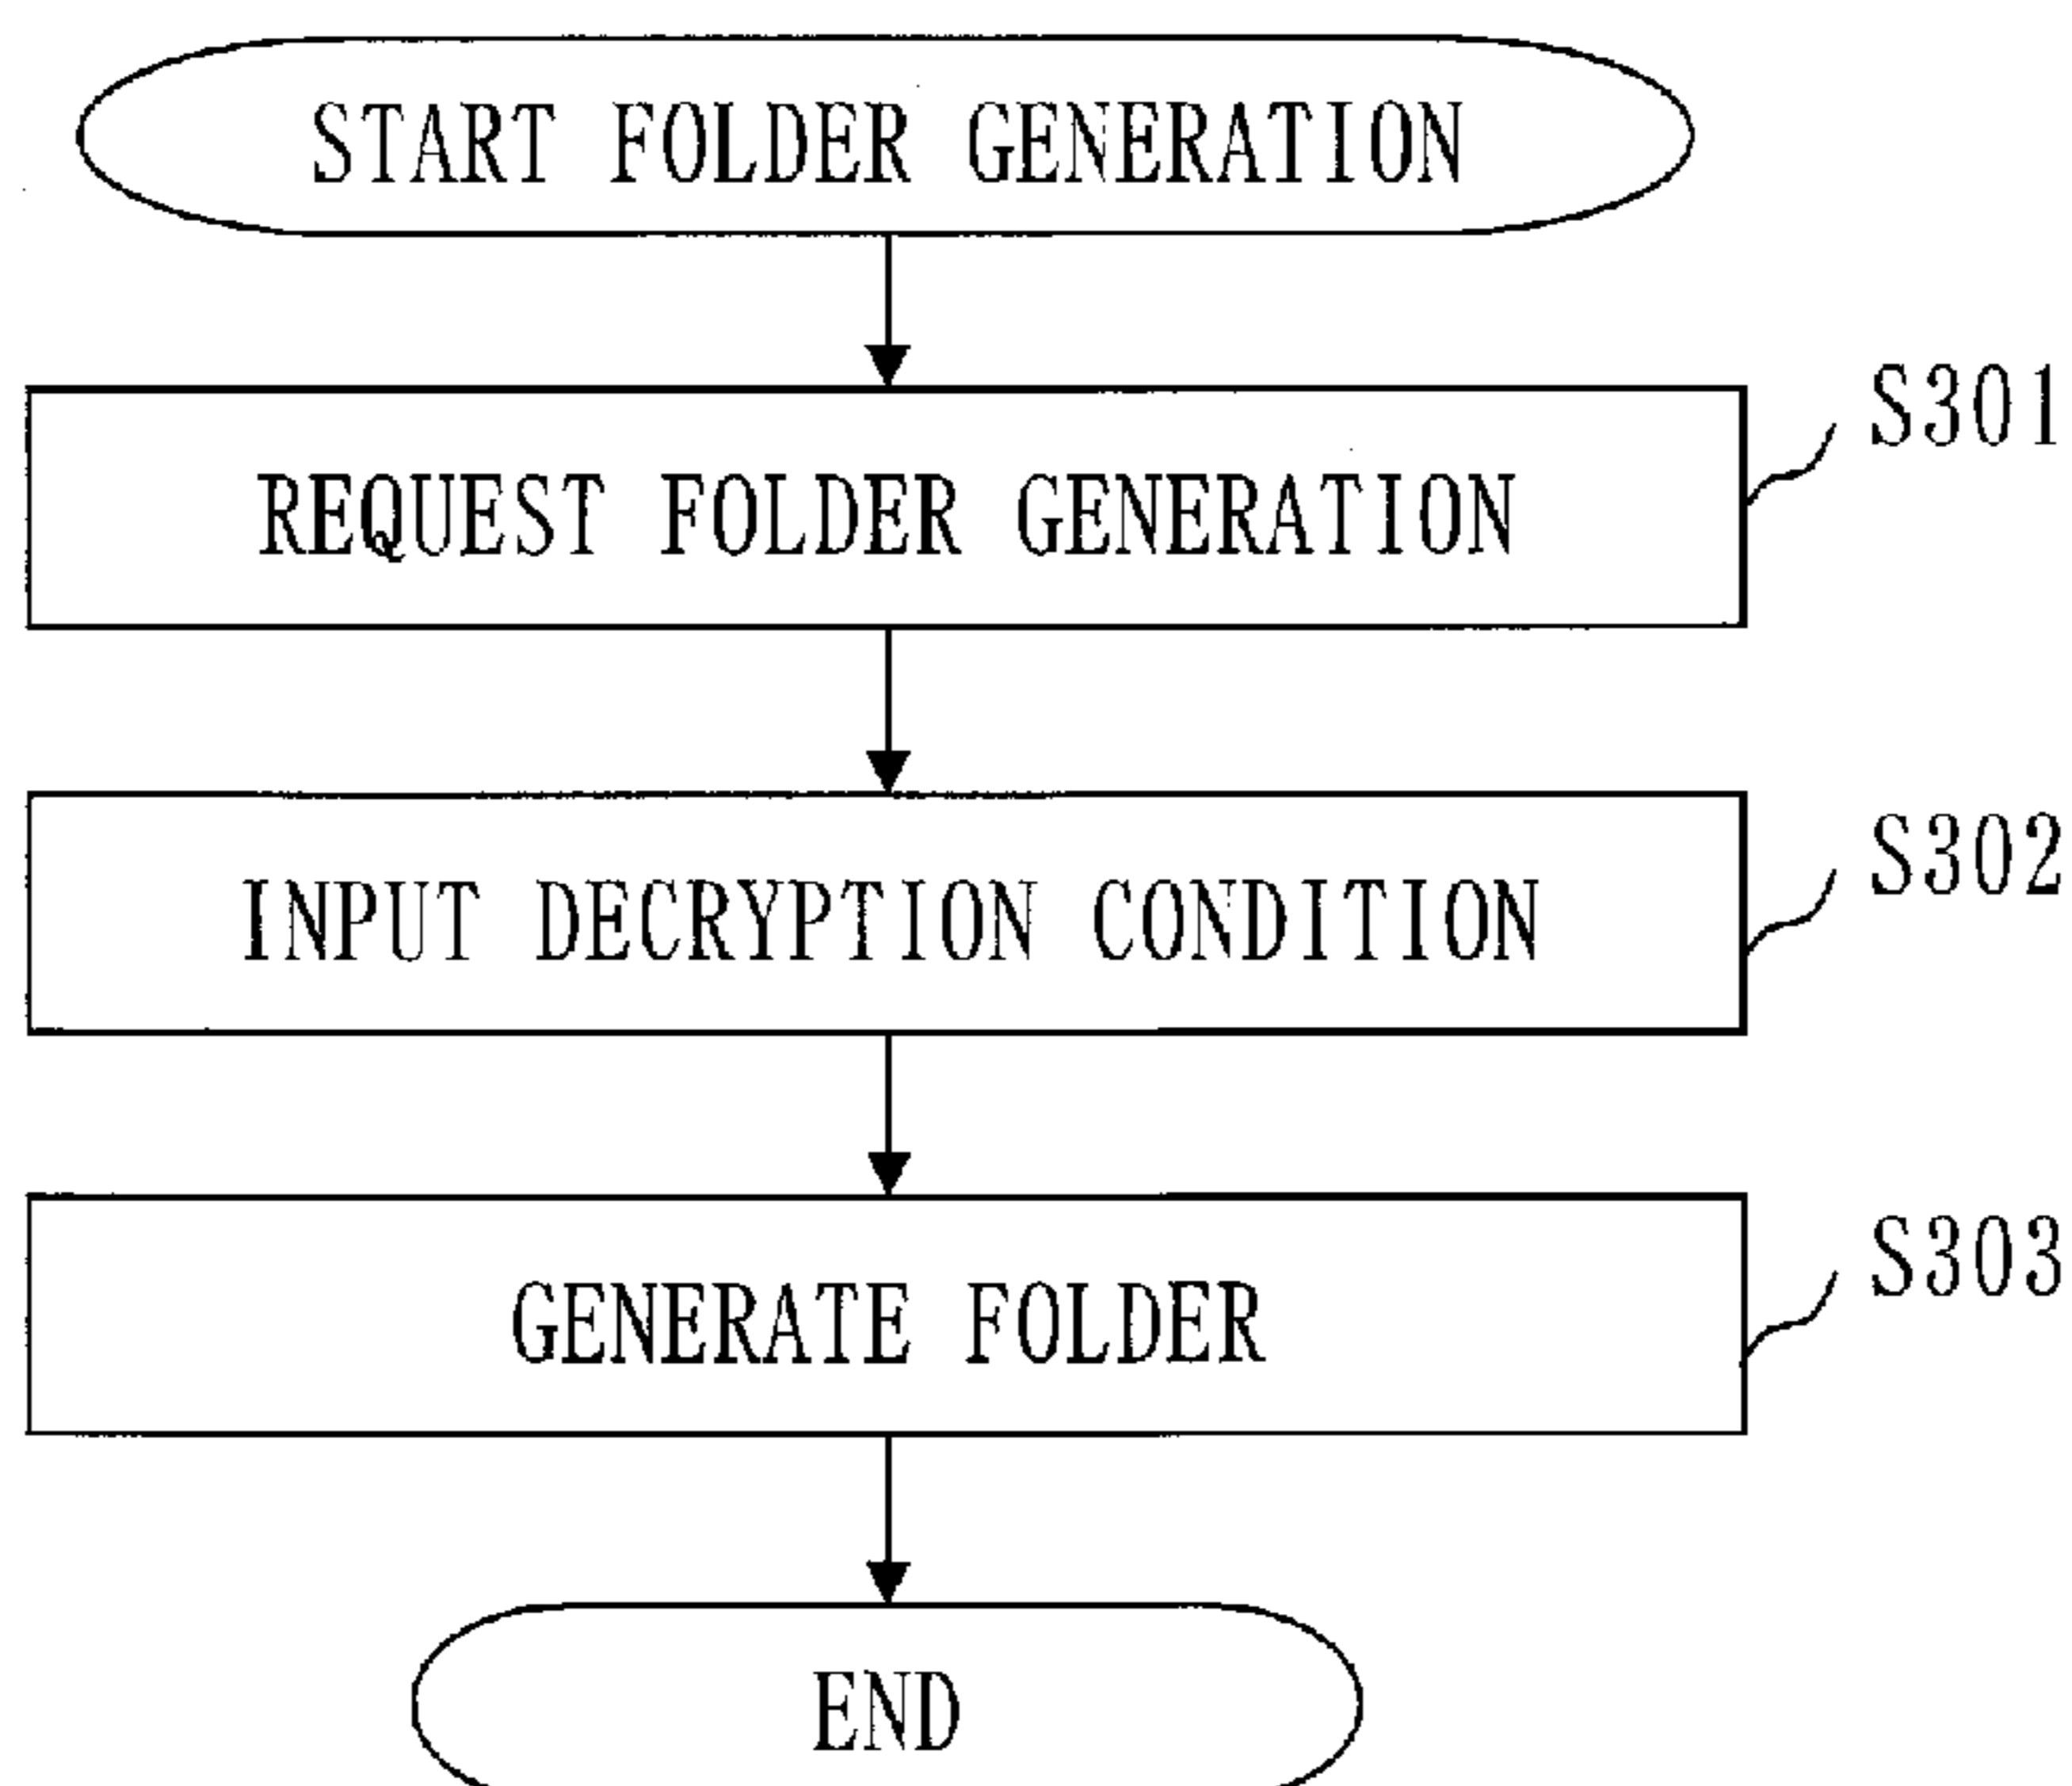 START FOLDER GENERATION
S301
REQUEST FOLDER GENERATION
S302
INPUT DECRYPTION CONDITION
S303
GENERATE FOLDER
END